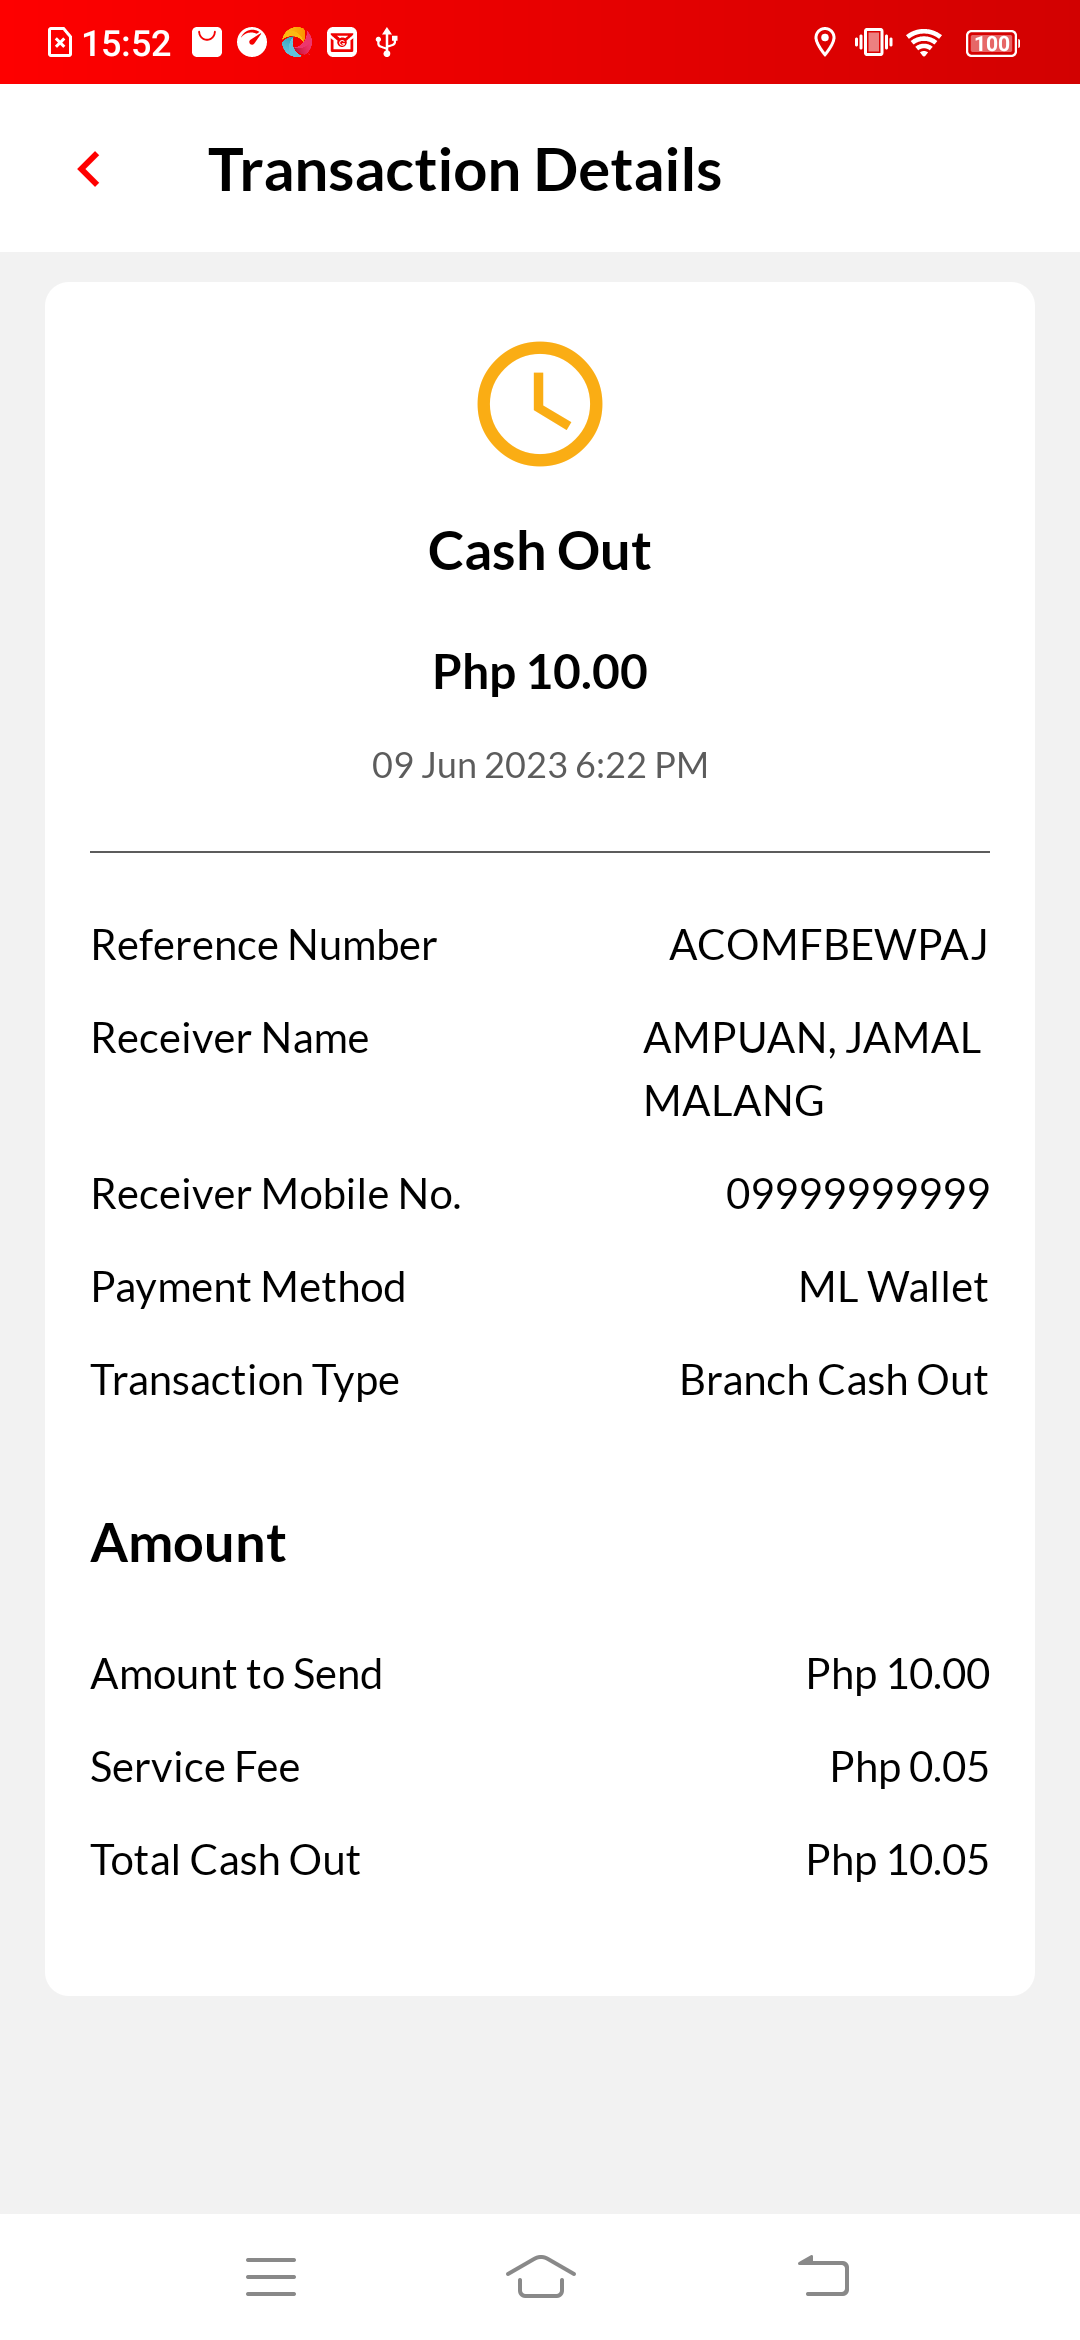 15:52
100
Transaction Details
Cash Out
Php 10.00
09 Jun 2023 6:22 PM
Reference Number ACOMFBEWPAJ
Receiver Name AMPUAN, JAMAL
MALANG
Receiver Mobile No. 09999999999
Payment Method ML Wallet
Transaction Type Branch Cash Out
Amount
Amount to Send Php 10.00
Service Fee Php 0.05
Total Cash Out Php 10.05